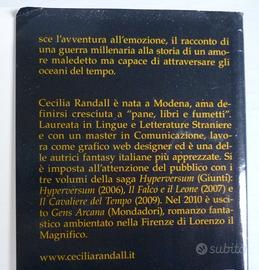 sce l'avventura all'emozione, il racconto di
una guerra millenaria alla storia di un amo-
re maledetto ma capace di attraversare gli
oceani del tempo.
Cecilia Randall è nata a Modena, ama de-
finirsi cresciuta a "pane, libri e fumetti".
Laureata in Lingue e Letterature Straniere
e con un master in Comunicazione, lavo-
ra come grafico web designer ed è una del-
le autrici fantasy italiane più apprezzate. Si
è imposta all'attenzione del pubblico con i
tre volumi della saga Hyperversum (Giunti):
Hyperversum (2006), Il Falco e il Leone (2007) e
Il Cavaliere del Tempo (2009). Nel 2010 è usci-
to Gens Arcana (Mondadori), romanzo fanta-
stico ambientato nella Firenze di Lorenzo il
Magnifico.
www.ceciliarandall.it
subito